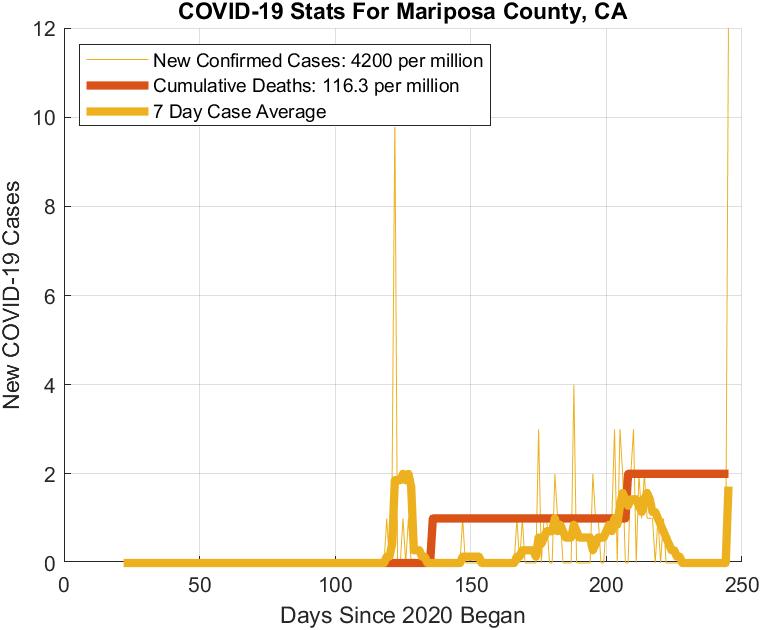 COVID-19 Stats For Mariposa County, CA
12
10
8
6
4
2
0
New COVID-19 Cases
New Confirmed Cases: 4200 per million
Cumulative Deaths: 116.3 per million
7 Day Case Average
0
50
100
150
200
250
Days Since 2020 Began